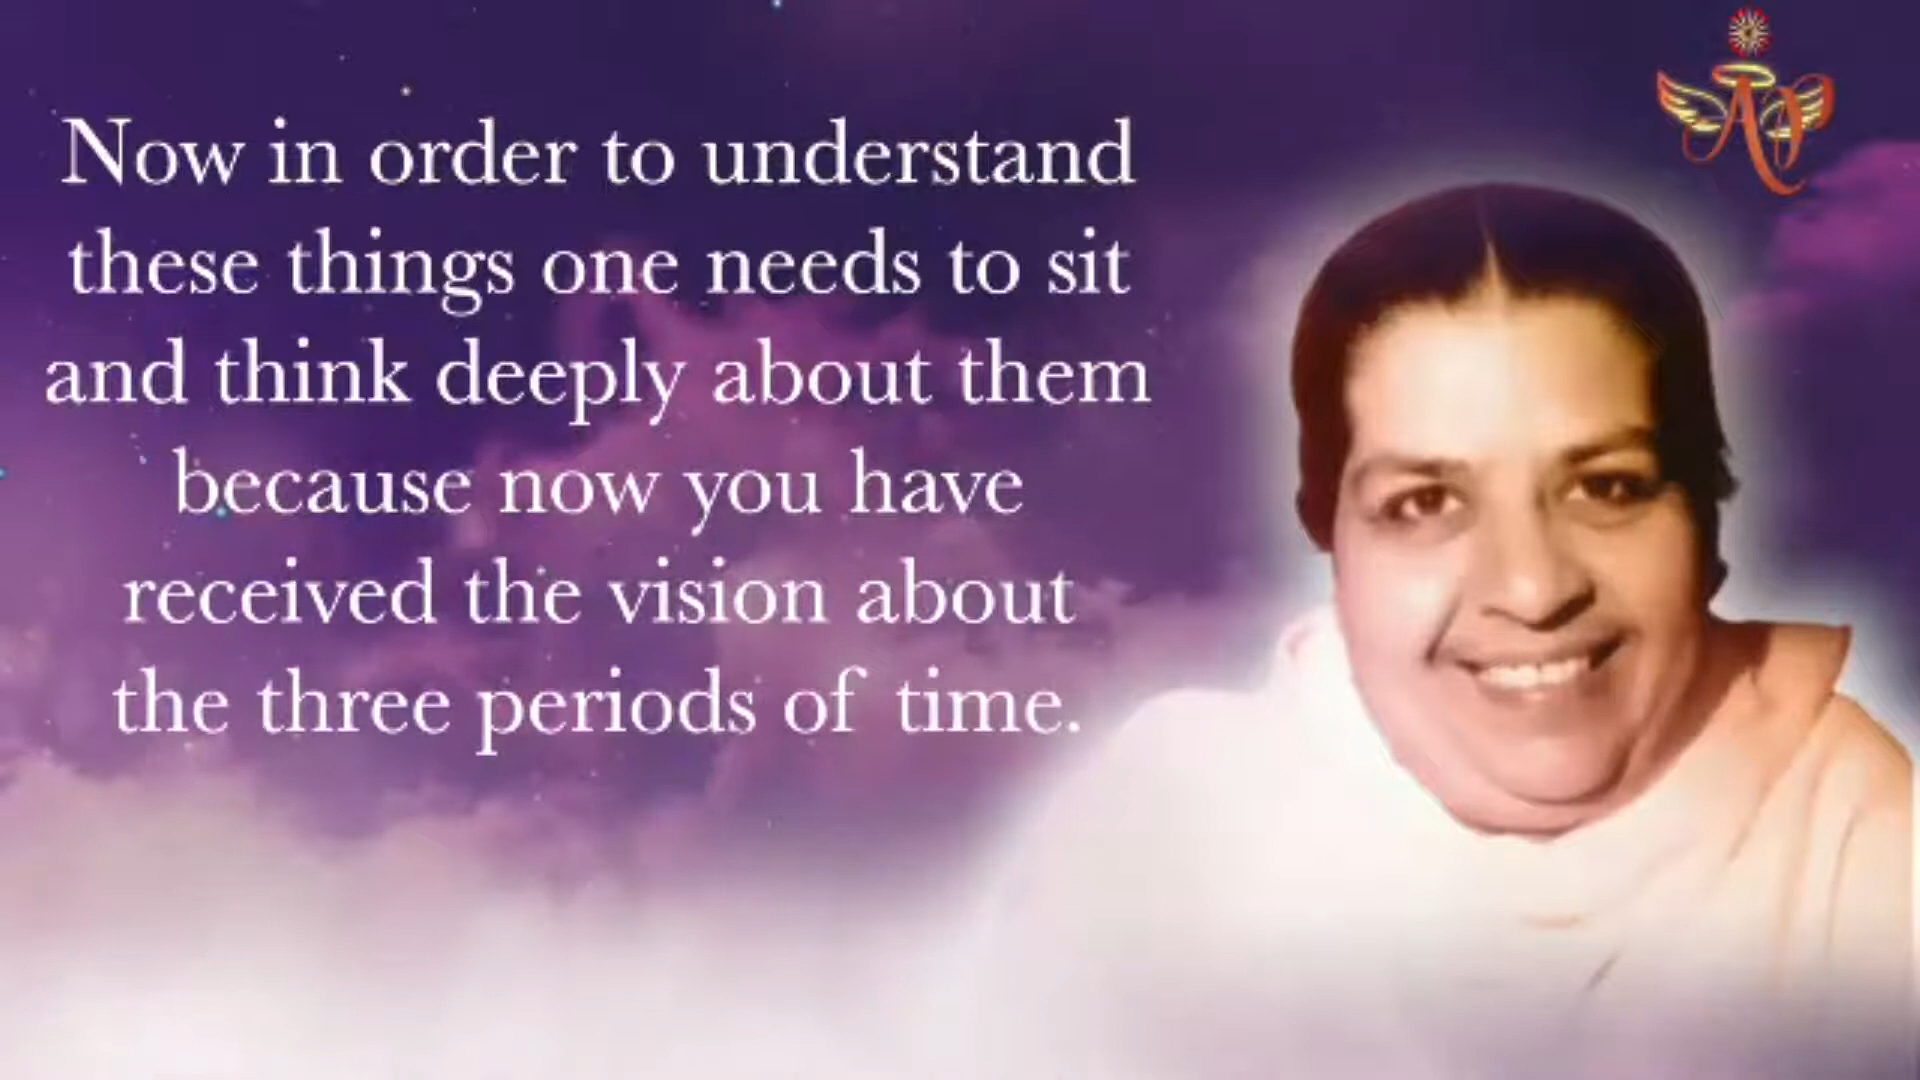 Now in order to understand
these things one needs to sit
and think deeply about them
because now you have
received the vision about
the three periods of time.